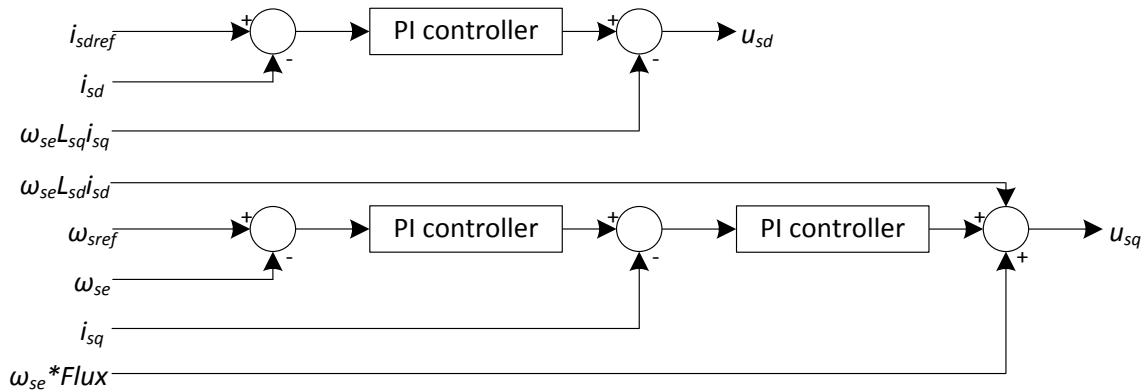 i_sdref + PI controller + u_sd
-
i_sd -
ω_seL_sqi_sq
ω_seL_sdi_sd
+
ω_sref + PI controller + PI controller + u_sq
- - +
ω_se
i_sq
ω_se*Flux